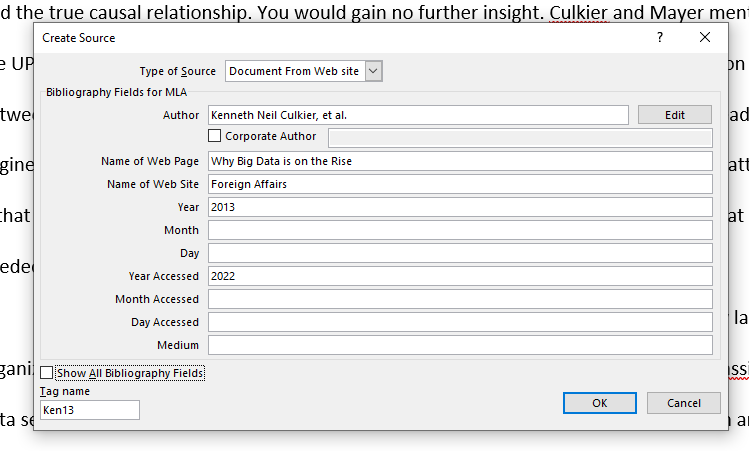 d the true causal relationship. You would gain no further insight. Culkier and Mayer ment
Create Source
? X
e UP
on
Type of Source Document From Web site
Bibliography Fields for MLA
twe
Author Kenneth Neil Culkier, et al. Edit
ad
Corporate Author
gine
Name of Web Page Why Big Data is on the Rise
att
Name of Web Site Foreign Affairs
Year 2013
that
at
Month
Day
eded
Year Accessed 2022
Month Accessed
la
Day Accessed
Medium
gani
Show All Bibliography Fields
ssi
Tag name
Ken13
OK Cancel
ta se
n a